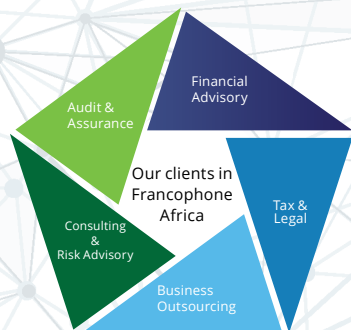 Financial
Advisory
Audit &
Assurance
Our clients in
Francophone
Africa
Tax &
Legal
Consulting
&
Risk Advisory
Business
Outsourcing